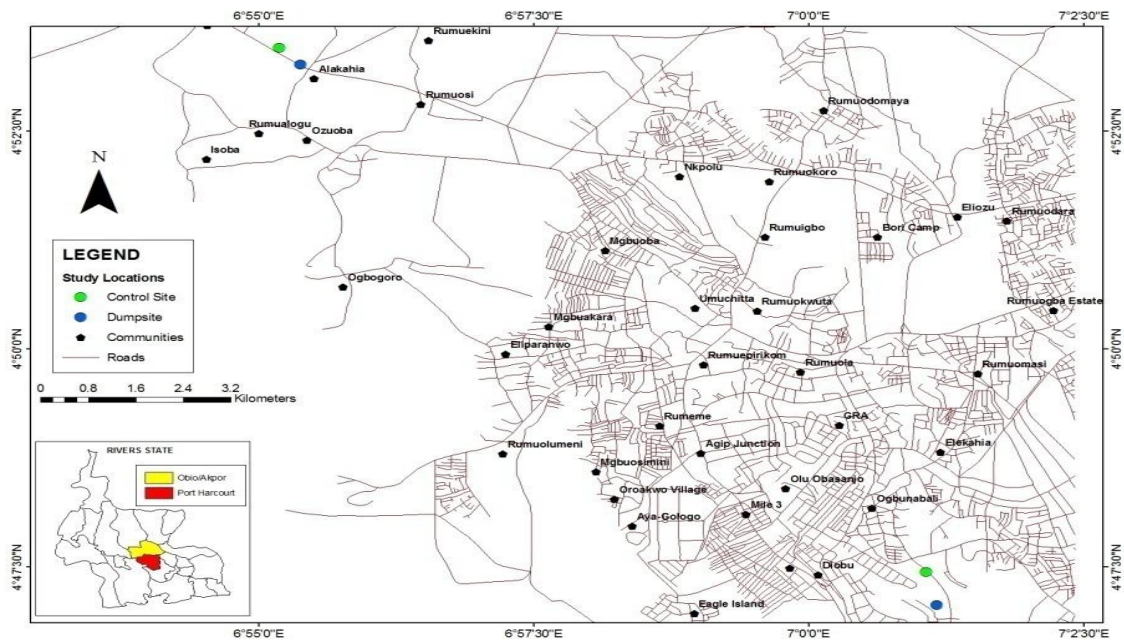 6°55'0"E
6°57'30"E
7°0'0"E
7°2'30"E
Rumuekini
Alakahia
Rumuosi
Rumuodomaya
4°52'30"N
4°52'30"N
Rumualogu
Ozuoba
Isoba
N
Nkpolu
Rumuokoro
Eliozu
Rumuodara
Rumuigbo
Bori Camp
Mgbuoba
LEGEND
Study Locations
Control Site
Dumpsite
Communities
Roads
Ogbogoro
Umuchitta
Rumuokwuta
Rumuogba Estate
Mgbuakara
4°50'0"N
4°50'0"N
Eliparanwo
Rumuepirikom
Rumuola
Rumuomasi
0 0.8 1.6 2.4 3.2
Kilometers
Rumeme
GRA
Rumuolumeni
Agip Junction
Elekahia
RIVERS STATE
Obio/Akpor
Port Harcourt
Mgbuosimini
Olu Obasanjo
Oroakwo Village
Ogbunabali
Mile 3
Aya-Gologo
4°47'30"N
4°47'30"N
Diobu
Eagle Island
6°55'0"E
6°57'30"E
7°0'0"E
7°2'30"E